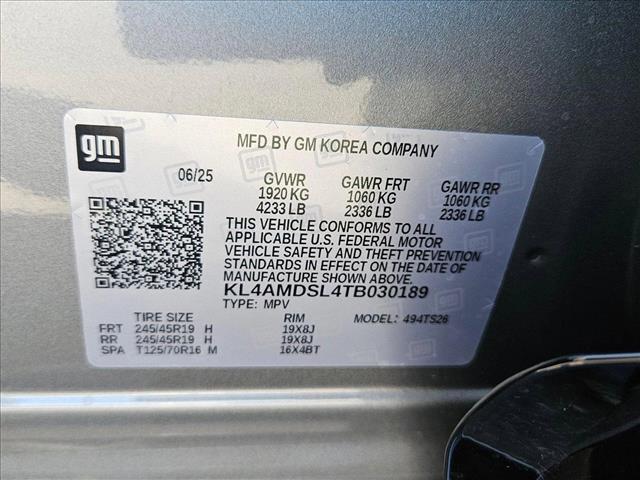 gm
MFD BY GM KOREA COMPANY
06/25 GVWR GAWR FRT GAWR RR
1920 KG 1060 KG 1060 KG
4233 LB 2336 LB 2336 LB
THIS VEHICLE CONFORMS TO ALL
APPLICABLE U.S. FEDERAL MOTOR
VEHICLE SAFETY AND THEFT
PREVENTION STANDARDS
IN EFFECT ON THE DATE OF
MANUFACTURE SHOWN ABOVE.
KL4AMDSL4TB030189
TYPE: MPV MODEL: 494TS26
TIRE SIZE RIM
FRT 245/45R19 H 19X8J
RR 245/45R19 H 19X8J
SPA T125/70R16 M 16X4BT